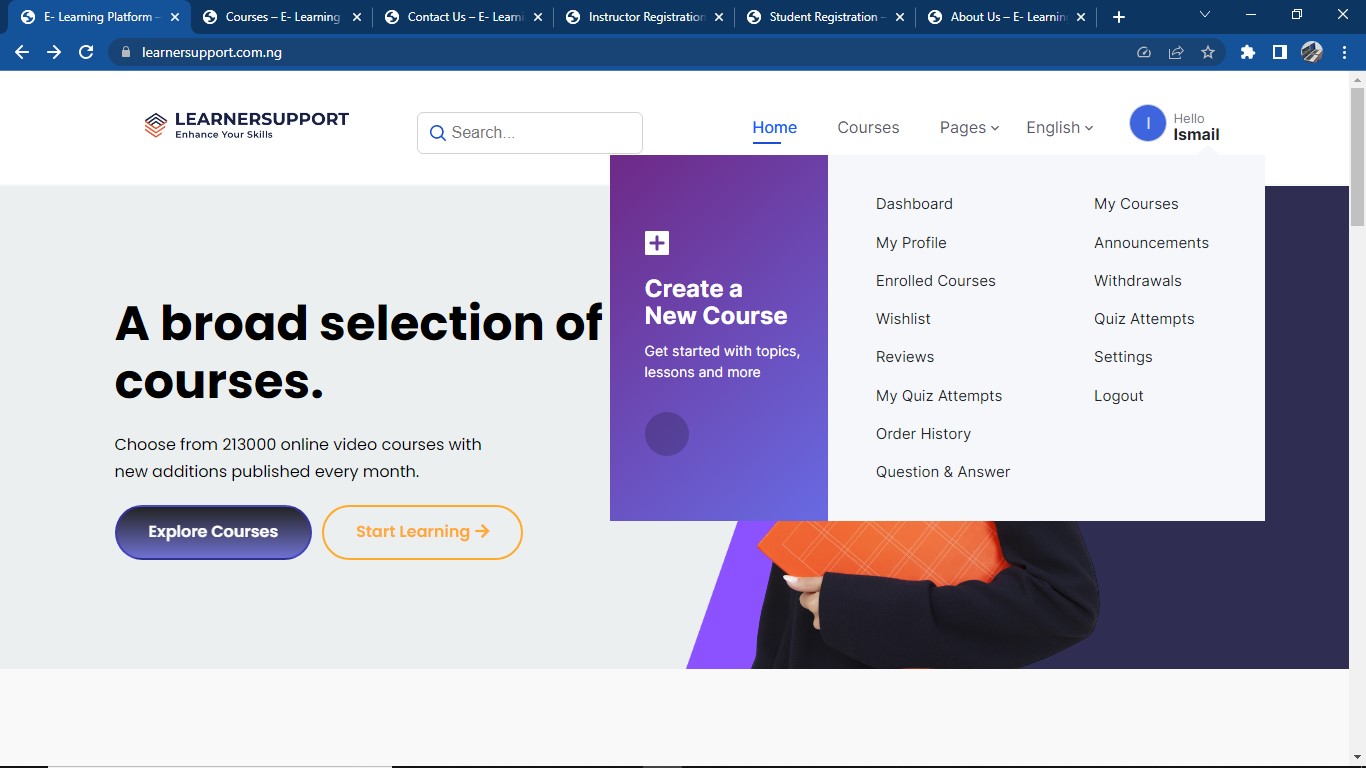 E- Learning Platform –
Courses – E- Learning
Contact Us – E- Learni
Instructor Registration
Student Registration –
About Us – E- Learnin
learnersupport.com.ng
LEARNERSUPPORT
Enhance Your Skills
Search...
Home
Courses
Pages
English
I
Hello
Ismail
A broad selection of
courses.
Choose from 213000 online video courses with
new additions published every month.
Explore Courses
Start Learning →
Create a
New Course
Get started with topics,
lessons and more
Dashboard
My Profile
Enrolled Courses
Wishlist
Reviews
My Quiz Attempts
Order History
Question & Answer
My Courses
Announcements
Withdrawals
Quiz Attempts
Settings
Logout